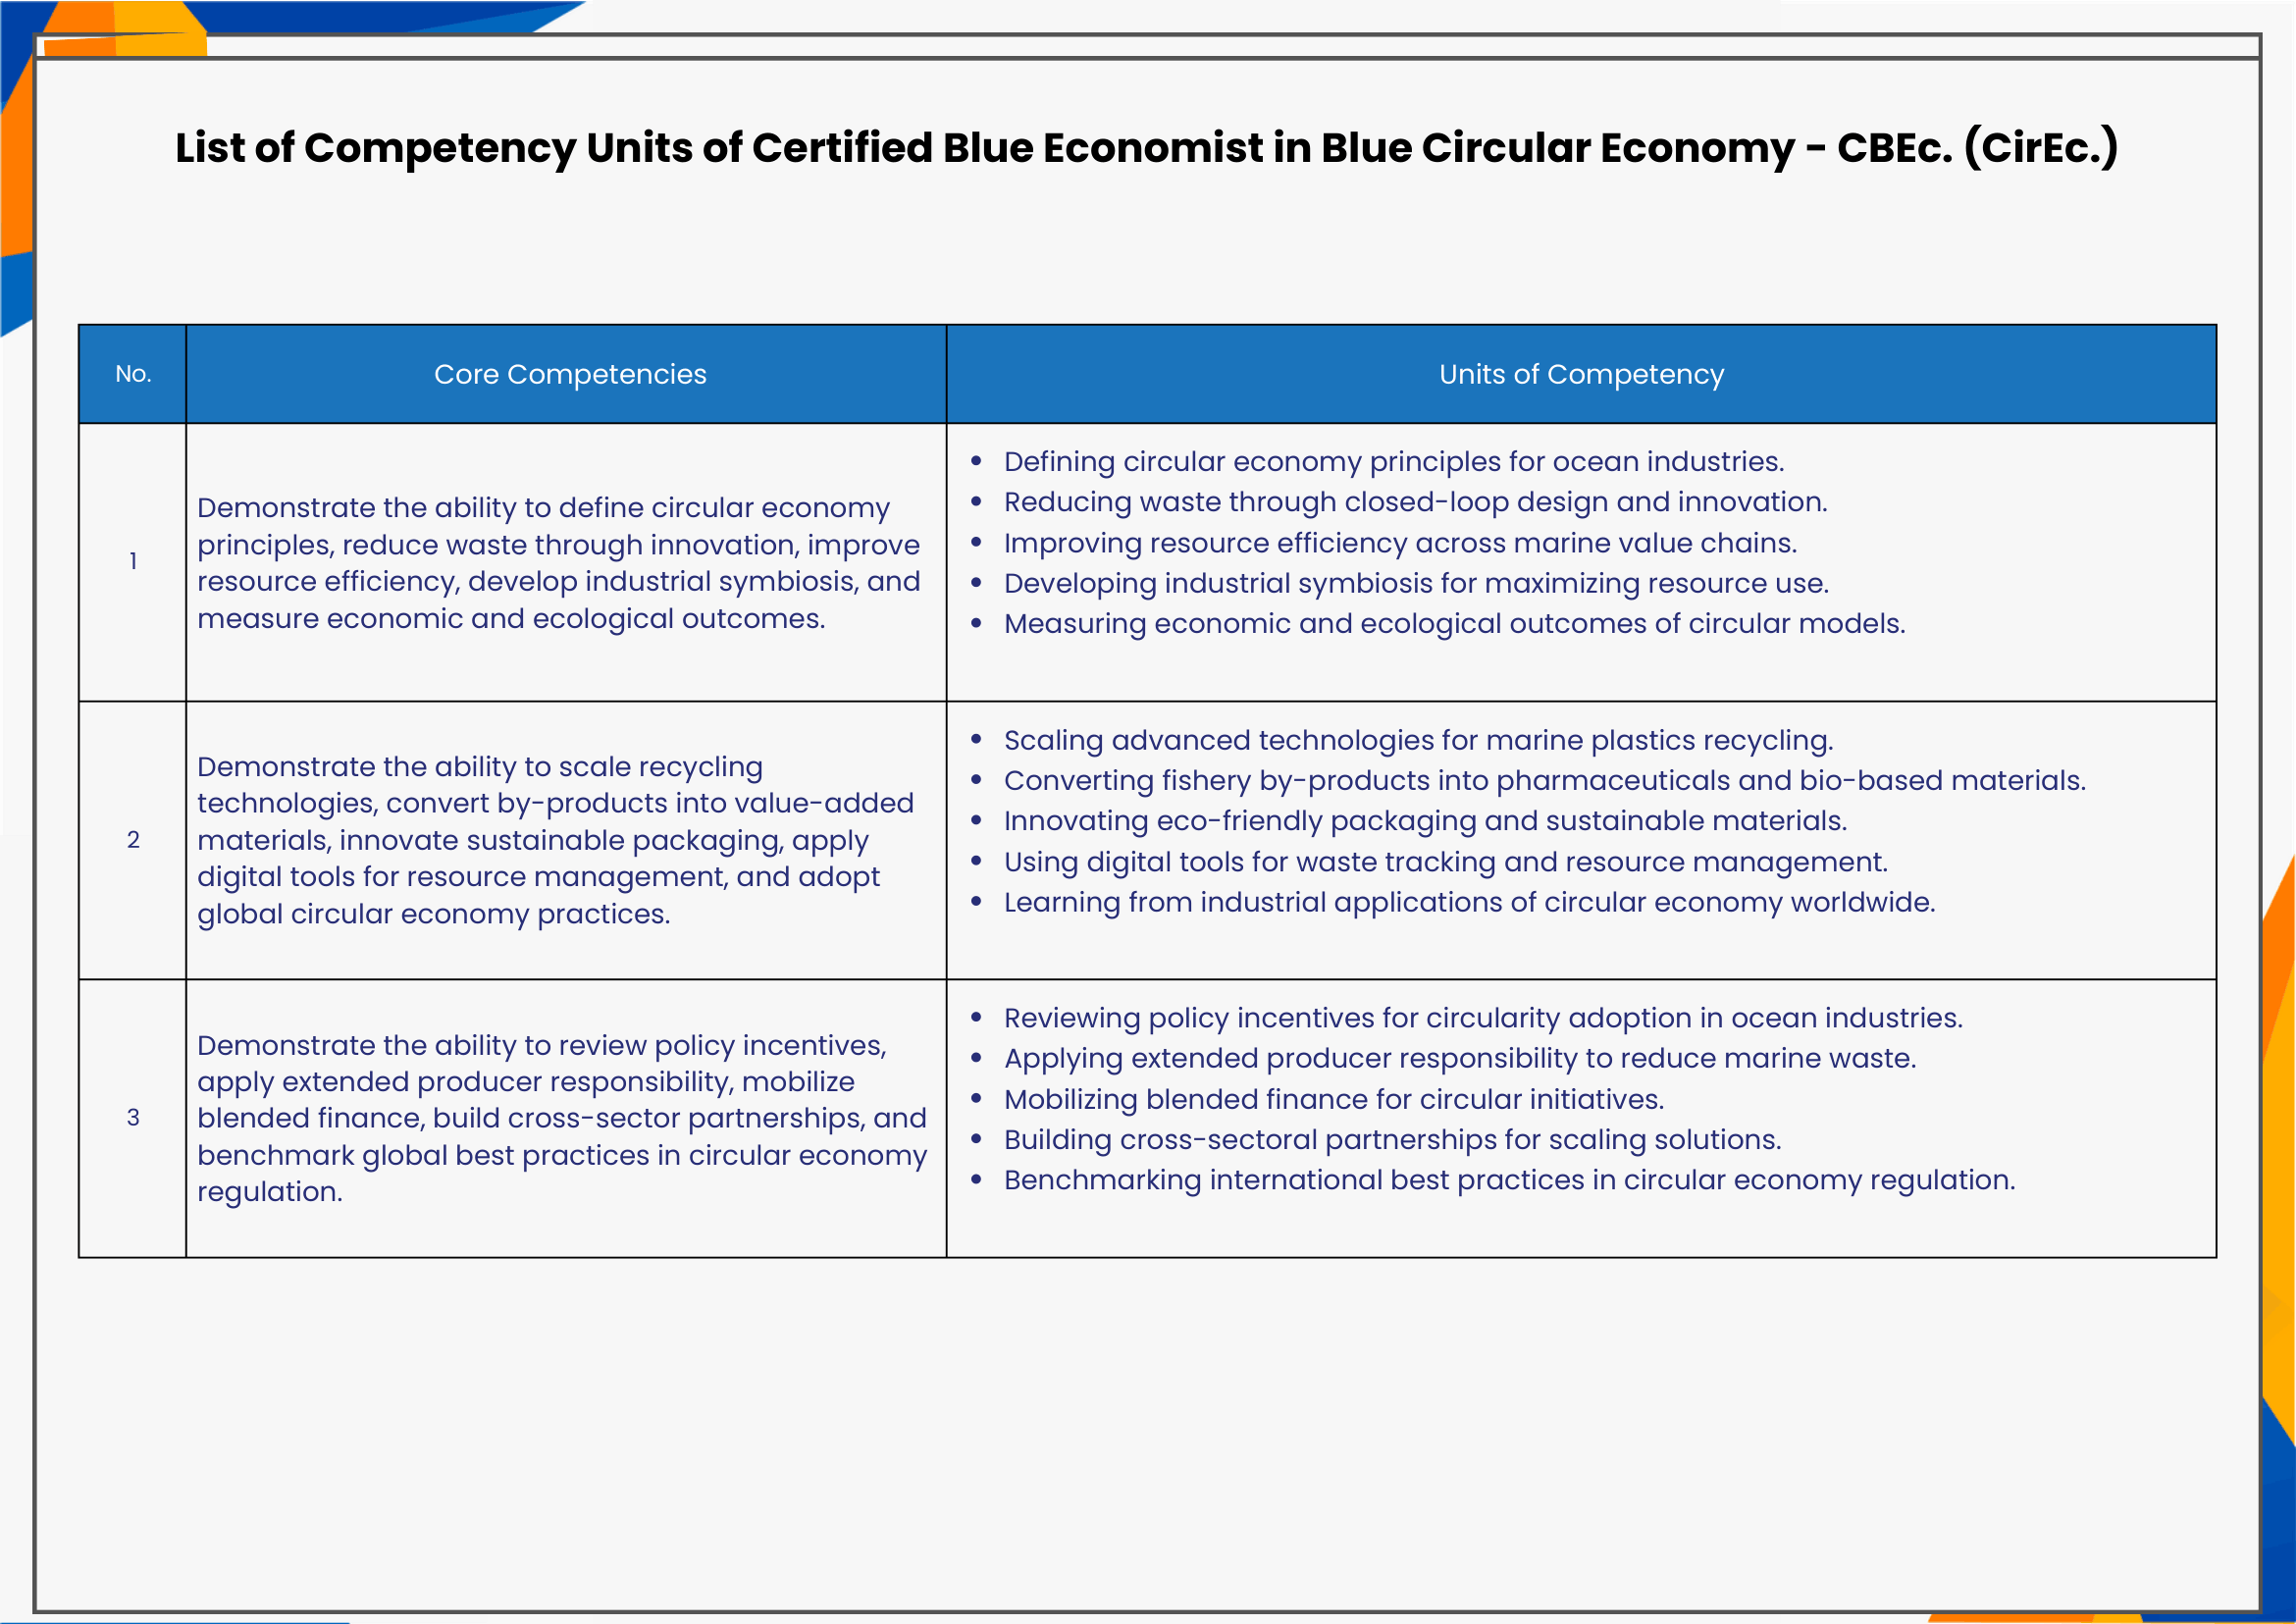 List of Competency Units of Certified Blue Economist in Blue Circular Economy - CBEc. (CirEc.)
No.
Core Competencies
Units of Competency
1
Demonstrate the ability to define circular economy
principles, reduce waste through innovation, improve
resource efficiency, develop industrial symbiosis, and
measure economic and ecological outcomes.
• Defining circular economy principles for ocean industries.
• Reducing waste through closed-loop design and innovation.
• Improving resource efficiency across marine value chains.
• Developing industrial symbiosis for maximizing resource use.
• Measuring economic and ecological outcomes of circular models.
2
Demonstrate the ability to scale recycling
technologies, convert by-products into value-added
materials, innovate sustainable packaging, apply
digital tools for resource management, and adopt
global circular economy practices.
• Scaling advanced technologies for marine plastics recycling.
• Converting fishery by-products into pharmaceuticals and bio-based materials.
• Innovating eco-friendly packaging and sustainable materials.
• Using digital tools for waste tracking and resource management.
• Learning from industrial applications of circular economy worldwide.
3
Demonstrate the ability to review policy incentives,
apply extended producer responsibility, mobilize
blended finance, build cross-sector partnerships, and
benchmark global best practices in circular economy
regulation.
• Reviewing policy incentives for circularity adoption in ocean industries.
• Applying extended producer responsibility to reduce marine waste.
• Mobilizing blended finance for circular initiatives.
• Building cross-sectoral partnerships for scaling solutions.
• Benchmarking international best practices in circular economy regulation.